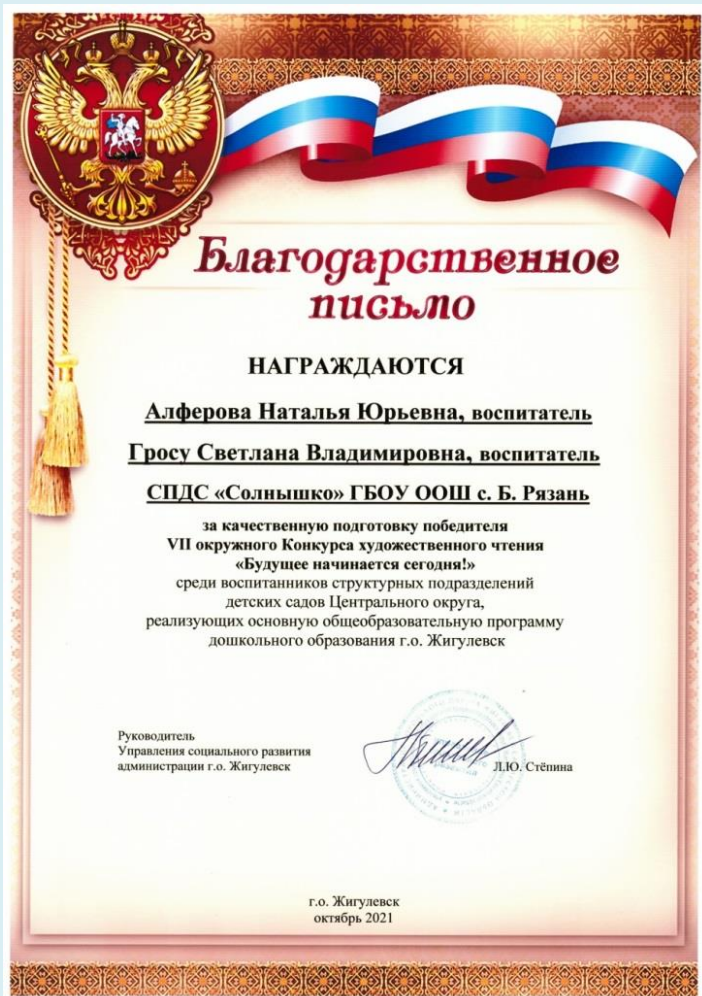 Благодарственное
письмо
НАГРАЖДАЮТСЯ
Алферова Наталья Юрьевна, воспитатель
Гросу Светлана Владимировна, воспитатель
СПДС «Солнышко» ГБОУ ООШ с. Б. Рязань
за качественную подготовку победителя
VII окружного Конкурса художественного чтения
«Будущее начинается сегодня!»
среди воспитанников структурных подразделений
детских садов Центрального округа,
реализующих основную общеобразовательную программу
дошкольного образования г.о. Жигулевск
Руководитель
Управления социального развития
администрации г.о. Жигулевск
Л.Ю. Стёпина
г.о. Жигулевск
октябрь 2021